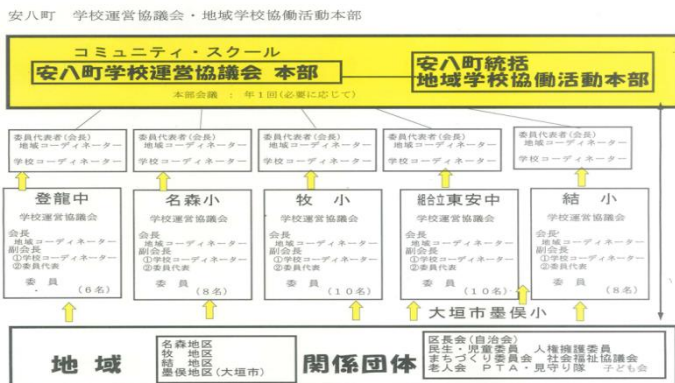 安八町 学校運営協議会・地域学校協働活動本部
コミュニティ・スクール
安八町学校運営協議会 本部
安八町統括
地域学校協働活動本部
本部会議 : 年1回(必要に応じて)
委員代表者(会長)
地域コーディネーター
学校コーディネーター
委員代表者(会長)
地域コーディネーター
学校コーディネーター
委員代表者(会長)
地域コーディネーター
学校コーディネーター
委員代表者(会長)
地域コーディネーター
学校コーディネーター
委員代表者(会長)
地域コーディネーター
学校コーディネーター
登龍中
学校運営協議会
会長
地域コーディネーター
副会長
①学校コーディネーター
②委員代表
委 員
(6名)
名森小
学校運営協議会
会長
地域コーディネーター
副会長
①学校コーディネーター
②委員代表
委 員
(8名)
牧 小
学校運営協議会
会長
地域コーディネーター
副会長
①学校コーディネーター
②委員代表
委 員
(10名)
組合立東安中
学校運営協議会
会長
地域コーディネーター
副会長
①学校コーディネーター
②委員代表
委 員
(10名)
結 小
学校運営協議会
会長
地域コーディネーター
副会長
①学校コーディネーター
②委員代表
委 員
(8名)
大垣市墨俣小
地 域
名森地区
牧 地区
結 地区
墨俣地区(大垣市)
関係団体
区長会(自治会)
民生・児童委員 人権擁護委員
まちづくり委員会 社会福祉協議会
老人会 PTA・見守り隊 子ども会